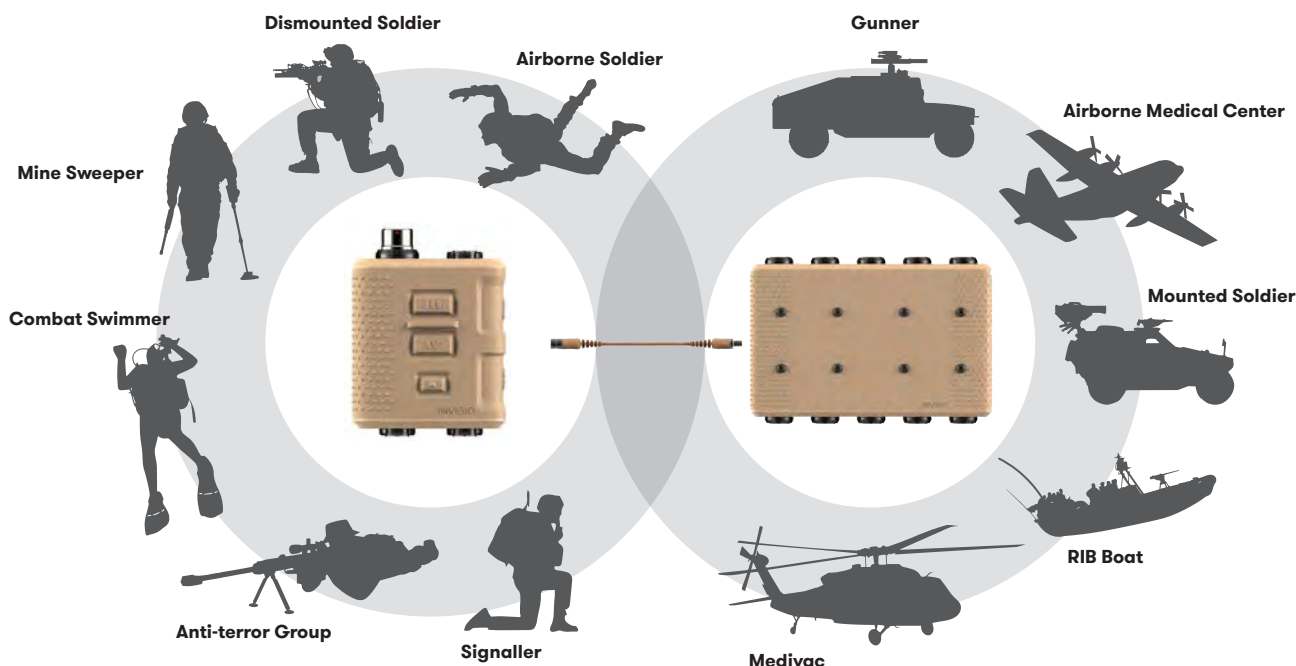 Dismounted Soldier
Gunner
Airborne Soldier
Airborne Medical Center
Mine Sweeper
Mounted Soldier
Combat Swimmer
INVISIO
RIB Boat
Anti-terror Group
Signaller
Medivac